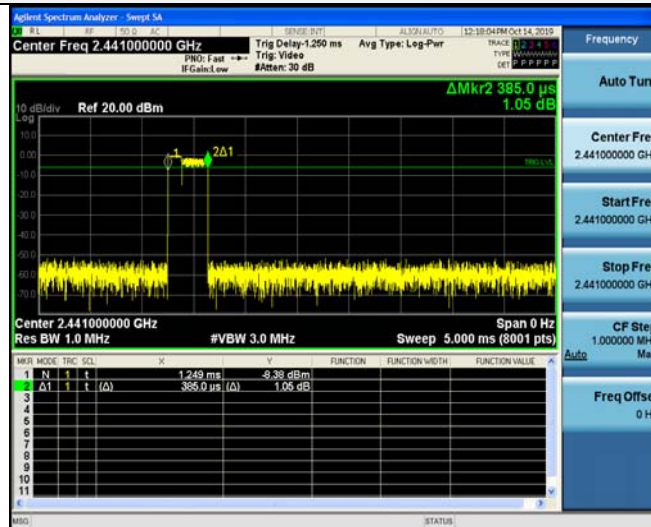 Agilent Spectrum Analyzer - Swept SA
RL RF 50 Ω AC SENSE:INT ALIGNAUTO 12:18:04 PM Oct 14, 2019
Center Freq 2.441000000 GHz
PNO: Fast
IFGain:Low
Trig Delay-1.250 ms
Trig: Video
#Atten: 30 dB
Avg Type: Log-Pwr
TRACE 1 2 3 4 5 6
TYPE
DET P P P P P P
ΔMkr2 385.0 µs
1.05 dB
10 dB/div Ref 20.00 dBm
Log
10.0
0.00
-10.0
-20.0
-30.0
-40.0
-50.0
-60.0
-70.0
1
2Δ1
TRIG LVL
Center 2.441000000 GHz Span 0 Hz
Res BW 1.0 MHz #VBW 3.0 MHz Sweep 5.000 ms (8001 pts)
MKR MODE TRC SCL X Y FUNCTION FUNCTION WIDTH FUNCTION VALUE
1 N 1 t 1.249 ms -8.38 dBm
2 Δ1 1 t (Δ) 385.0 µs (Δ) 1.05 dB
3
4
5
6
7
8
9
10
11
MSG STATUS
Frequency
Auto Tun
Center Fre
2.441000000 GH
Start Fre
2.441000000 GH
Stop Fre
2.441000000 GH
CF Ste
1.000000 MH
Auto Ma
Freq Offse
0 H